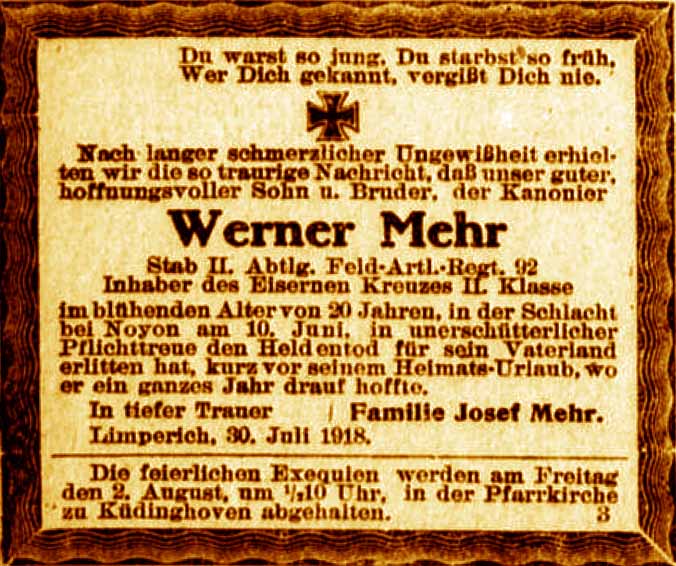 Du warst so jung, Du starbst so früh,
Wer Dich gekannt, vergißt Dich nie.
Nach langer schmerzlicher Ungewißheit erhiel-
ten wir die so traurige Nachricht, daß unser guter,
hoffnungsvoller Sohn u. Bruder, der Kanonier
Werner Mehr
Stab II. Abtlg. Feld-Artl.-Regt. 92
Inhaber des Eisernen Kreuzes II. Klasse
im blühenden Alter von 20 Jahren, in der Schlacht
bei Noyon am 10. Juni, in unerschütterlicher
Pflichttreue den Heldentod für sein Vaterland
erlitten hat, kurz vor seinem Heimats-Urlaub, wo
er ein ganzes Jahr drauf hoffte.
In tiefer Trauer Familie Josef Mehr.
Limperich, 30. Juli 1918.
Die feierlichen Exequien werden am Freitag
den 2. August, um ½10 Uhr, in der Pfarrkirche
zu Küdinghoven abgehalten. 3